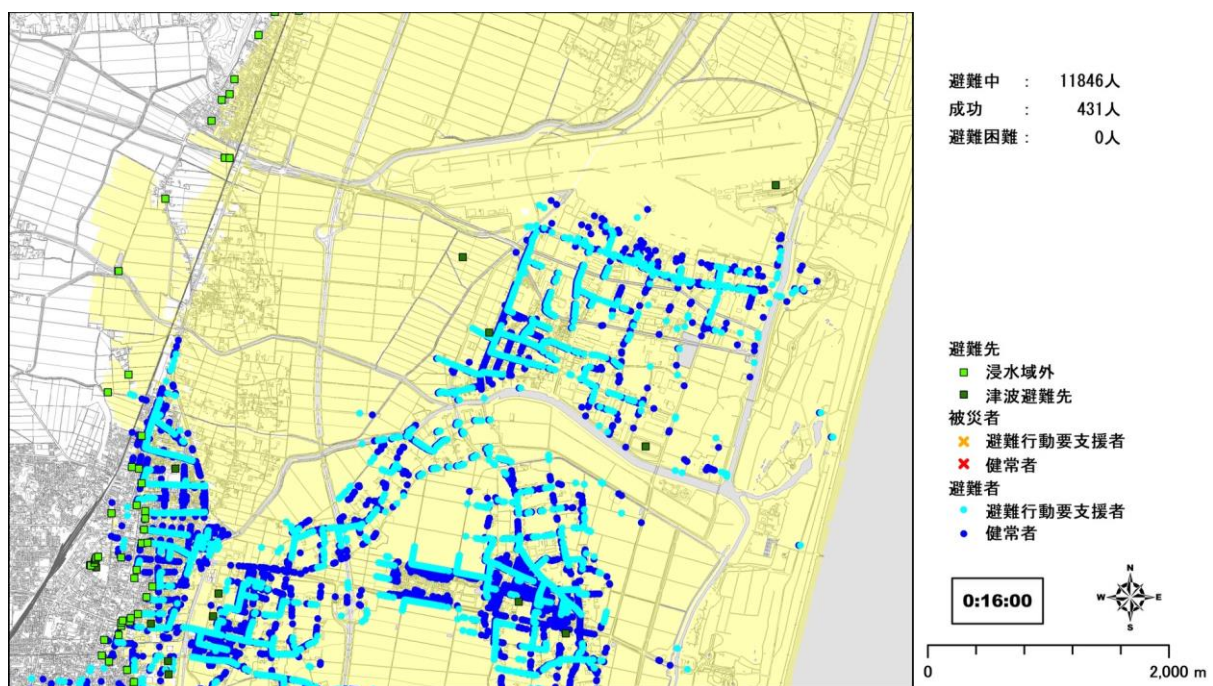 避難中 : 11846人
成功 : 431人
避難困難 : 0人
避難先
浸水域外
津波避難先
被災者
避難行動要支援者
健常者
避難者
避難行動要支援者
健常者
0:16:00
N
W E
S
0 2,000 m